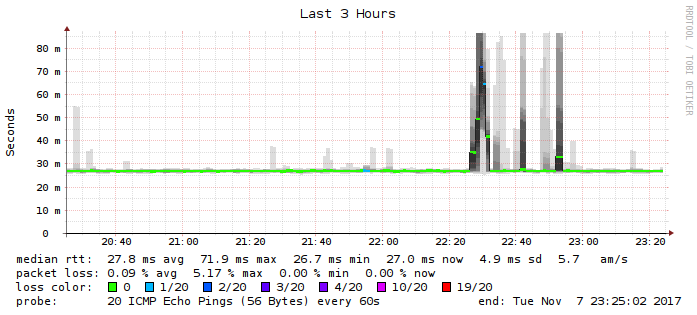 Last 3 Hours
RRDTOOL / TOBI OETIKER
Seconds
80 m
70 m
60 m
50 m
40 m
30 m
20 m
10 m
0
20:40 21:00 21:20 21:40 22:00 22:20 22:40 23:00 23:20
median rtt: 27.8 ms avg 71.9 ms max 26.7 ms min 27.0 ms now 4.9 ms sd 5.7 am/s
packet loss: 0.09 % avg 5.17 % max 0.00 % min 0.00 % now
loss color: 0 1/20 2/20 3/20 4/20 10/20 19/20
probe: 20 ICMP Echo Pings (56 Bytes) every 60s end: Tue Nov 7 23:25:02 2017